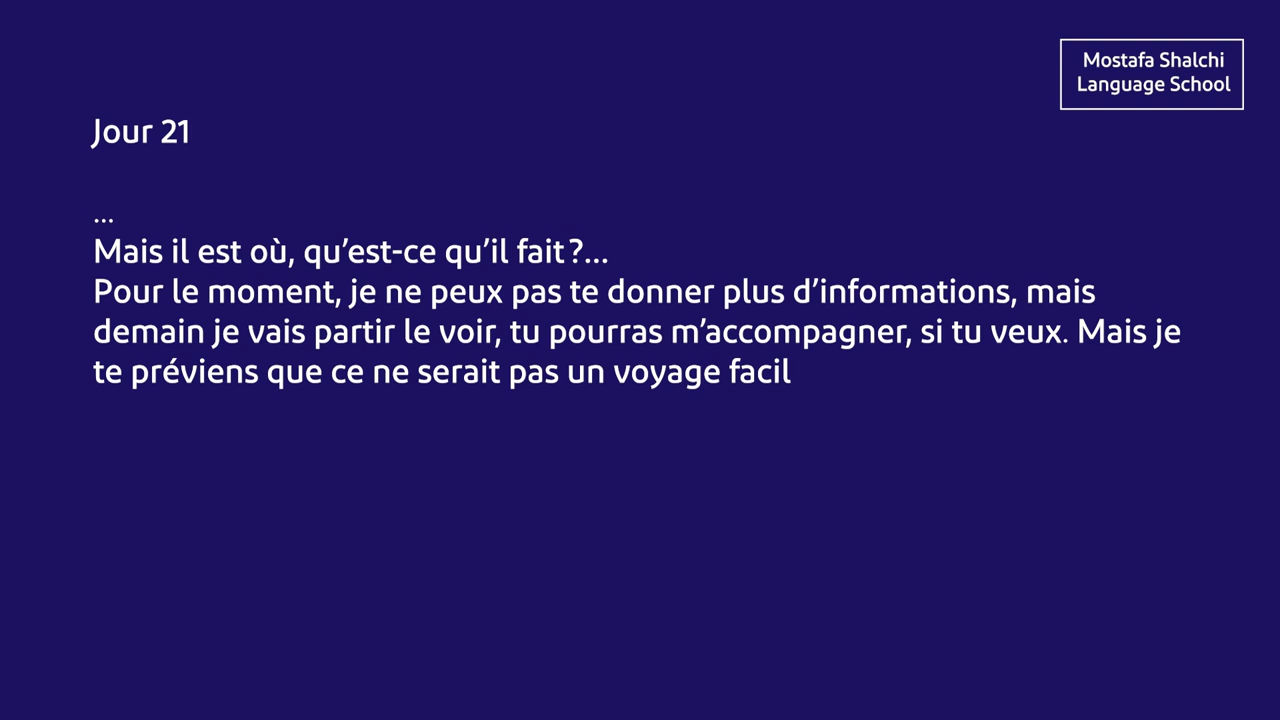 Mostafa Shalchi
Language School
Jour 21
...
Mais il est où, qu'est-ce qu'il fait ?...
Pour le moment, je ne peux pas te donner plus d'informations, mais
demain je vais partir le voir, tu pourras m'accompagner, si tu veux. Mais je
te préviens que ce ne serait pas un voyage facil